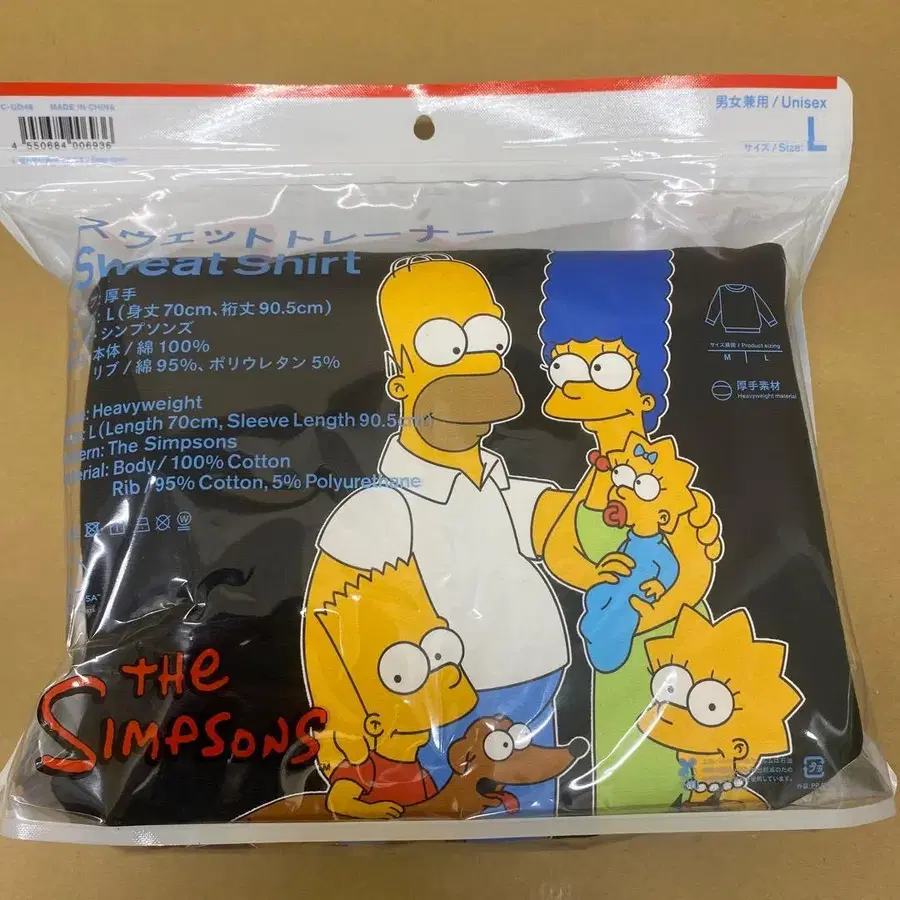 MADE IN CHINA
4 550684 006936
男女兼用 / Unisex
サイズ / Size: L
スウェットトレーナー
Sweat Shirt
厚手
L (身丈 70cm、裄丈 90.5cm)
シンプソンズ
本体 / 綿 100%
リブ / 綿 95%、ポリウレタン 5%
: Heavyweight
: L (Length 70cm, Sleeve Length 90.5cm)
The Simpsons
Material: Body / 100% Cotton
Rib / 95% Cotton, 5% Polyurethane
サイズ展開 / Product sizing
M L
厚手素材
Heavyweight material
THE
SIMPSONS
TM